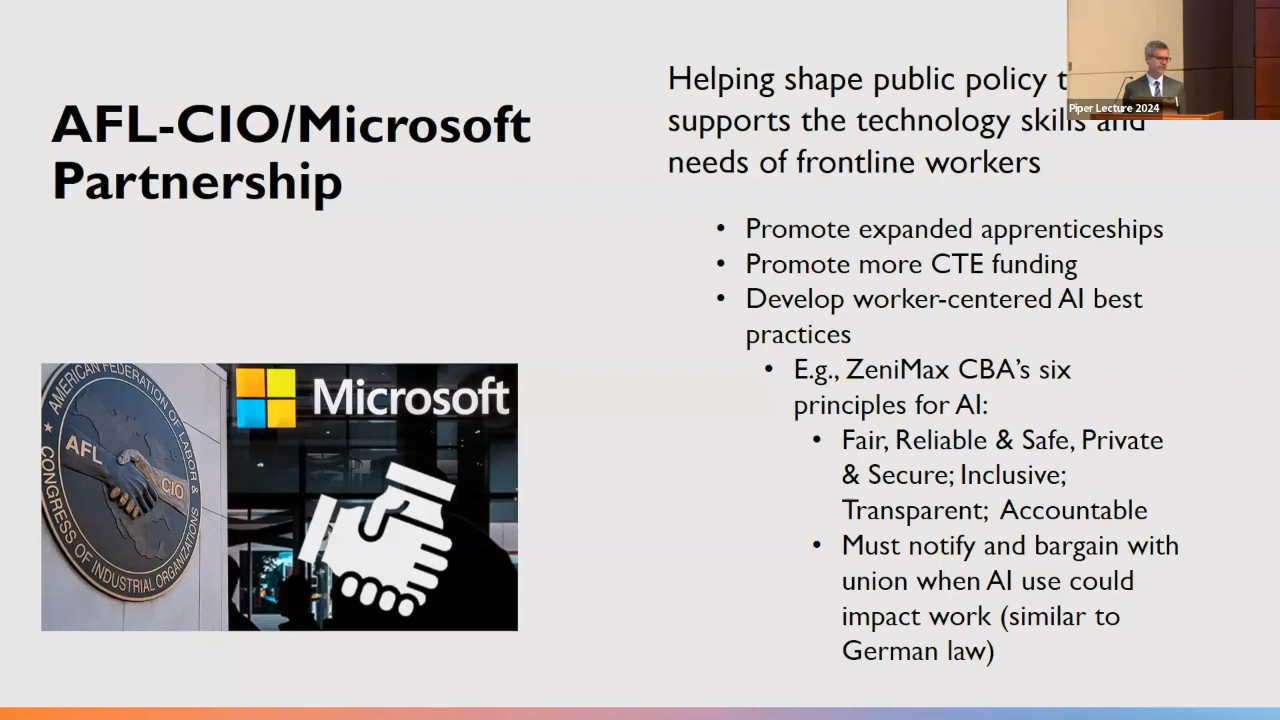 AFL-CIO/Microsoft
Partnership
Helping shape public policy
supports the technology skills and
needs of frontline workers
• Promote expanded apprenticeships
• Promote more CTE funding
• Develop worker-centered AI best
practices
• E.g., ZeniMax CBA’s six
principles for AI:
• Fair, Reliable & Safe, Private
& Secure; Inclusive;
Transparent; Accountable
• Must notify and bargain with
union when AI use could
impact work (similar to
German law)
Piper Lecture 2024
AMERICAN FEDERATION OF LABOR &
CONGRESS OF INDUSTRIAL ORGANIZATIONS
AFL
CIO
Microsoft